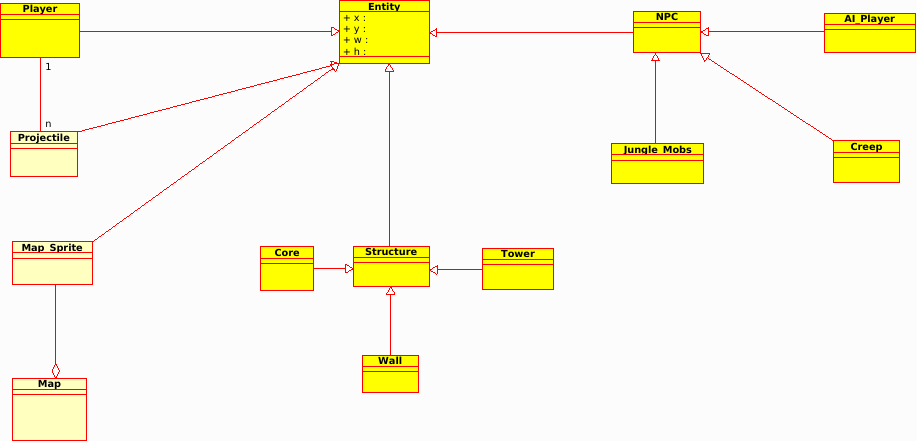 Player
Entity
+ x :
+ y :
+ w :
+ h :
NPC
AI_Player
1
n
Projectile
Jungle_Mobs
Creep
Map_Sprite
Core
Structure
Tower
Wall
Map